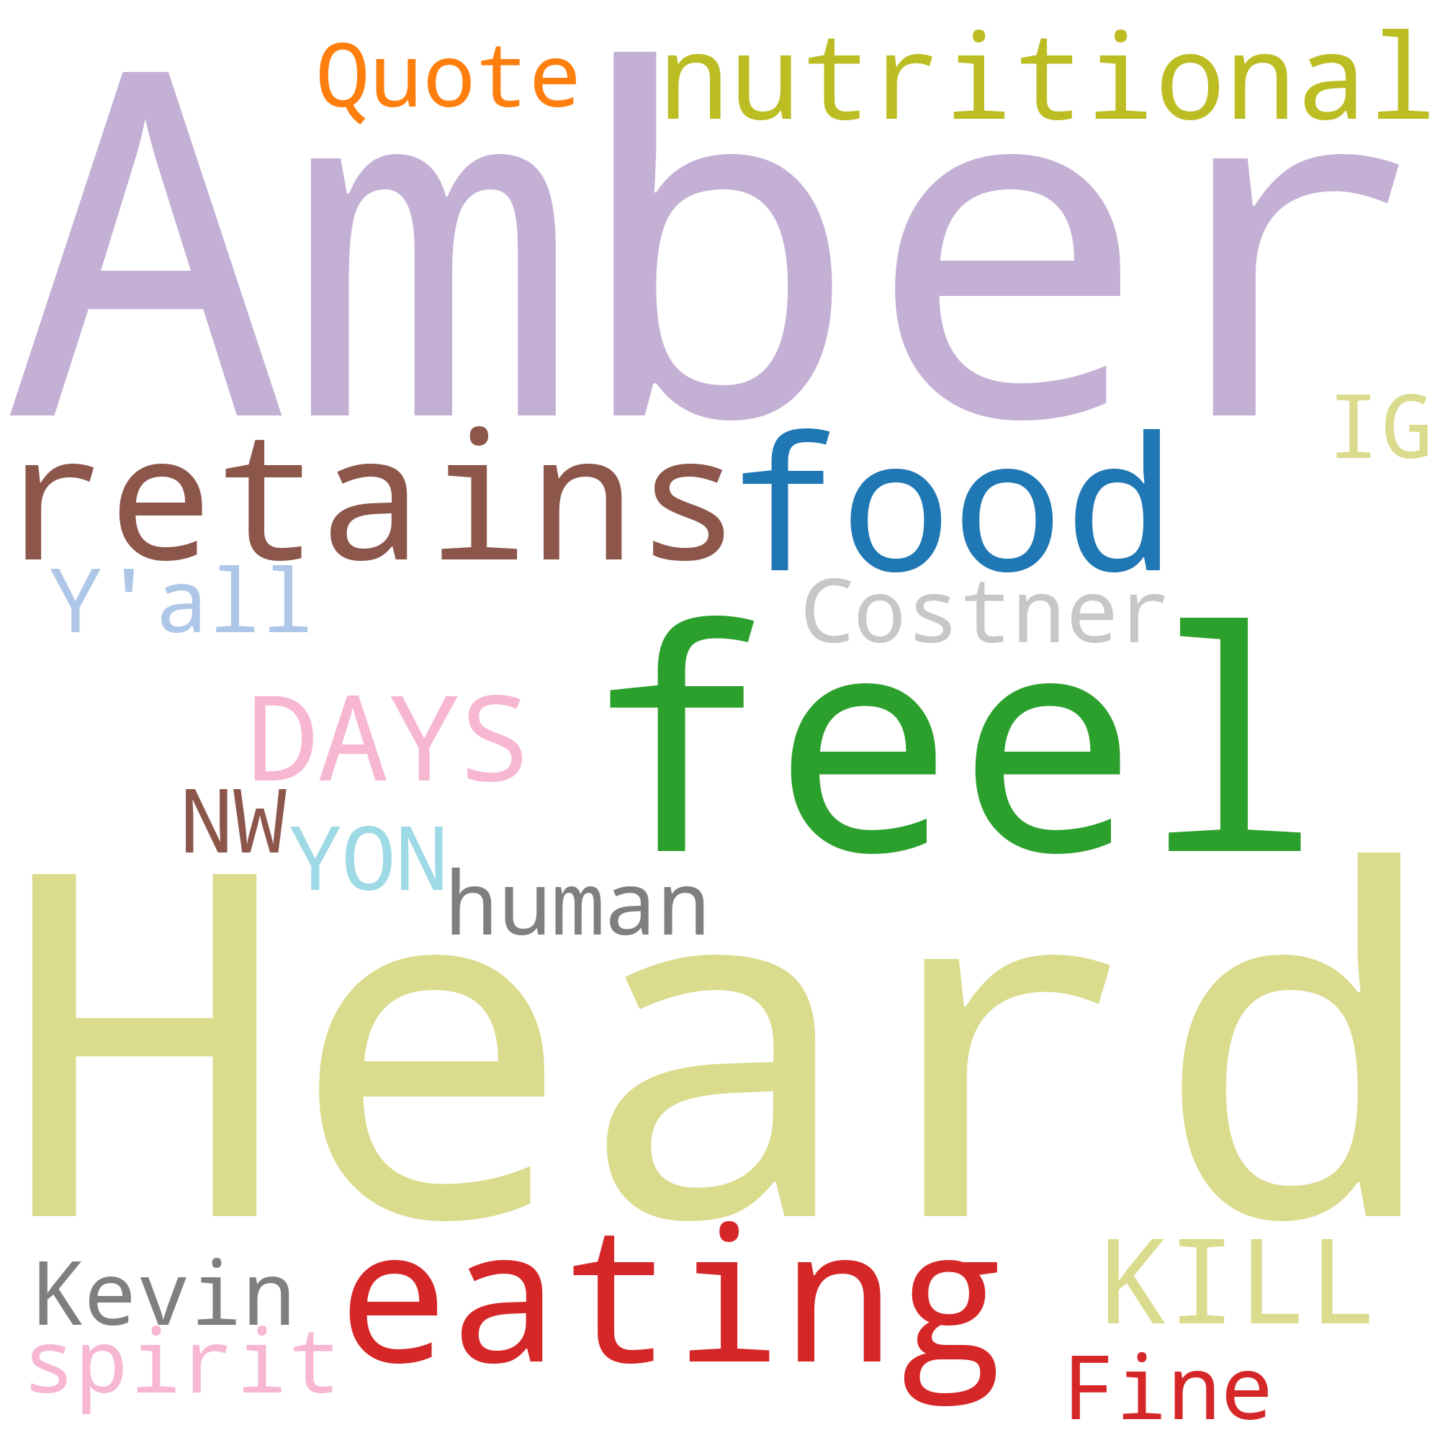 Quote nutritional
Amber
IG
retains food
Y'all Costner
feel
DAYS
NW YON
human
Heard
Kevin eating KILL
spirit Fine